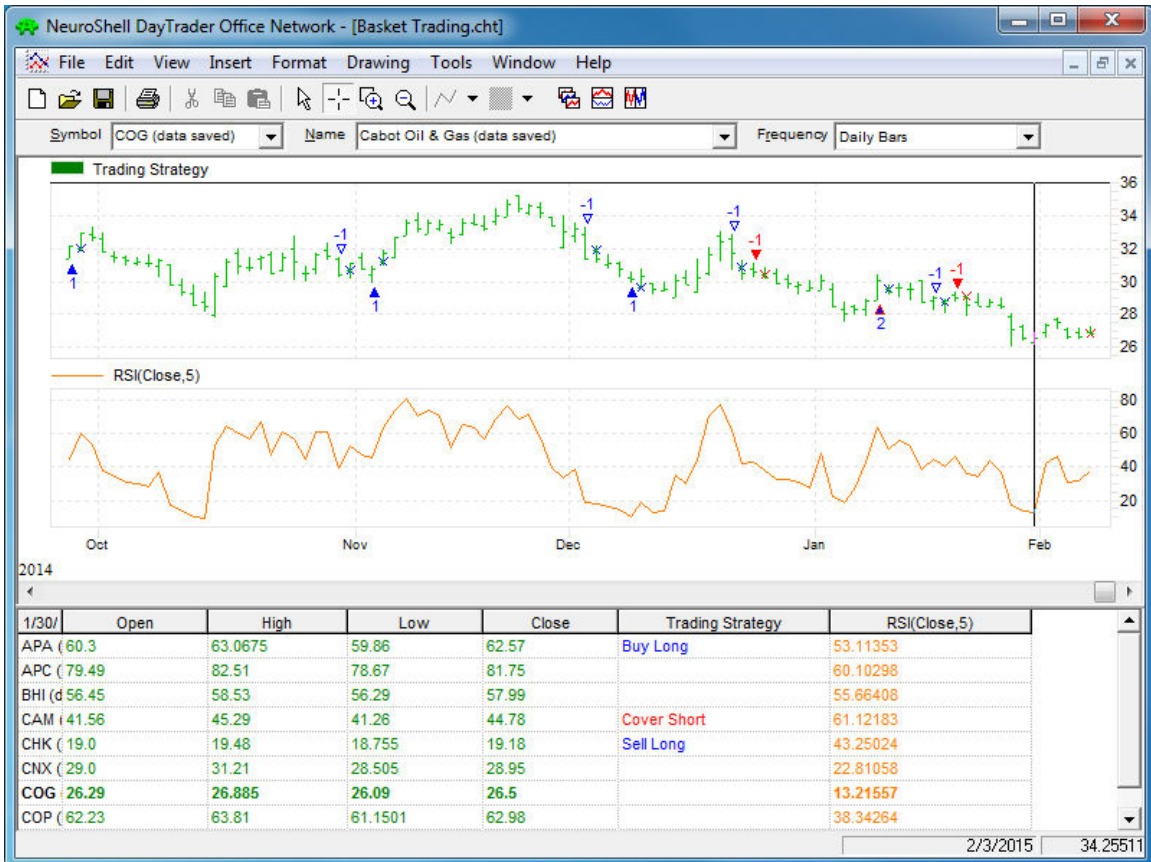 NeuroShell DayTrader Office Network - [Basket Trading.cht]
File Edit View Insert Format Drawing Tools Window Help
Symbol COG (data saved) Name Cabot Oil & Gas (data saved) Frequency Daily Bars
Trading Strategy
36
34
32
30
28
26
-1 -1 -1 -1 -1 -1
1 1 1 2
RSI(Close,5)
80
60
40
20
Oct Nov Dec Jan Feb
2014
1/30/ Open High Low Close Trading Strategy RSI(Close,5)
APA ( 60.3 63.0675 59.86 62.57 Buy Long 53.11353
APC ( 79.49 82.51 78.67 81.75 60.10298
BHI (d 56.45 58.53 56.29 57.99 55.66408
CAM ( 41.56 45.29 41.26 44.78 Cover Short 61.12183
CHK ( 19.0 19.48 18.755 19.18 Sell Long 43.25024
CNX ( 29.0 31.21 28.505 28.95 22.81058
COG 26.29 26.885 26.09 26.5 13.21557
COP ( 62.23 63.81 61.1501 62.98 38.34264
2/3/2015 34.25511